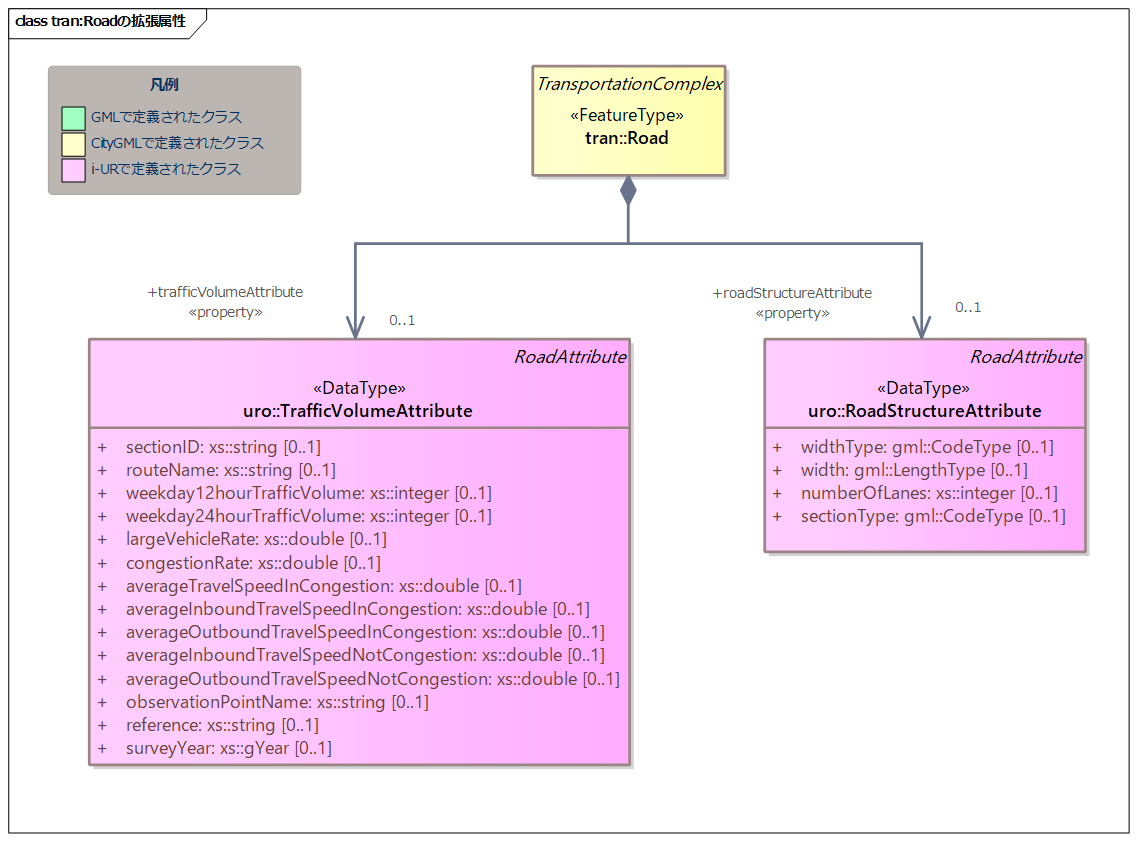 class tran:Roadの拡張属性
凡例
GMLで定義されたクラス
CityGMLで定義されたクラス
i-URで定義されたクラス
TransportationComplex
«FeatureType»
tran::Road
+trafficVolumeAttribute
«property»
0..1
+roadStructureAttribute
«property»
0..1
RoadAttribute
«DataType»
uro::TrafficVolumeAttribute
+ sectionID: xs::string [0..1]
+ routeName: xs::string [0..1]
+ weekday12hourTrafficVolume: xs::integer [0..1]
+ weekday24hourTrafficVolume: xs::integer [0..1]
+ largeVehicleRate: xs::double [0..1]
+ congestionRate: xs::double [0..1]
+ averageTravelSpeedInCongestion: xs::double [0..1]
+ averageInboundTravelSpeedInCongestion: xs::double [0..1]
+ averageOutboundTravelSpeedInCongestion: xs::double [0..1]
+ averageInboundTravelSpeedNotCongestion: xs::double [0..1]
+ averageOutboundTravelSpeedNotCongestion: xs::double [0..1]
+ observationPointName: xs::string [0..1]
+ reference: xs::string [0..1]
+ surveyYear: xs::gYear [0..1]
RoadAttribute
«DataType»
uro::RoadStructureAttribute
+ widthType: gml::CodeType [0..1]
+ width: gml::LengthType [0..1]
+ numberOfLanes: xs::integer [0..1]
+ sectionType: gml::CodeType [0..1]